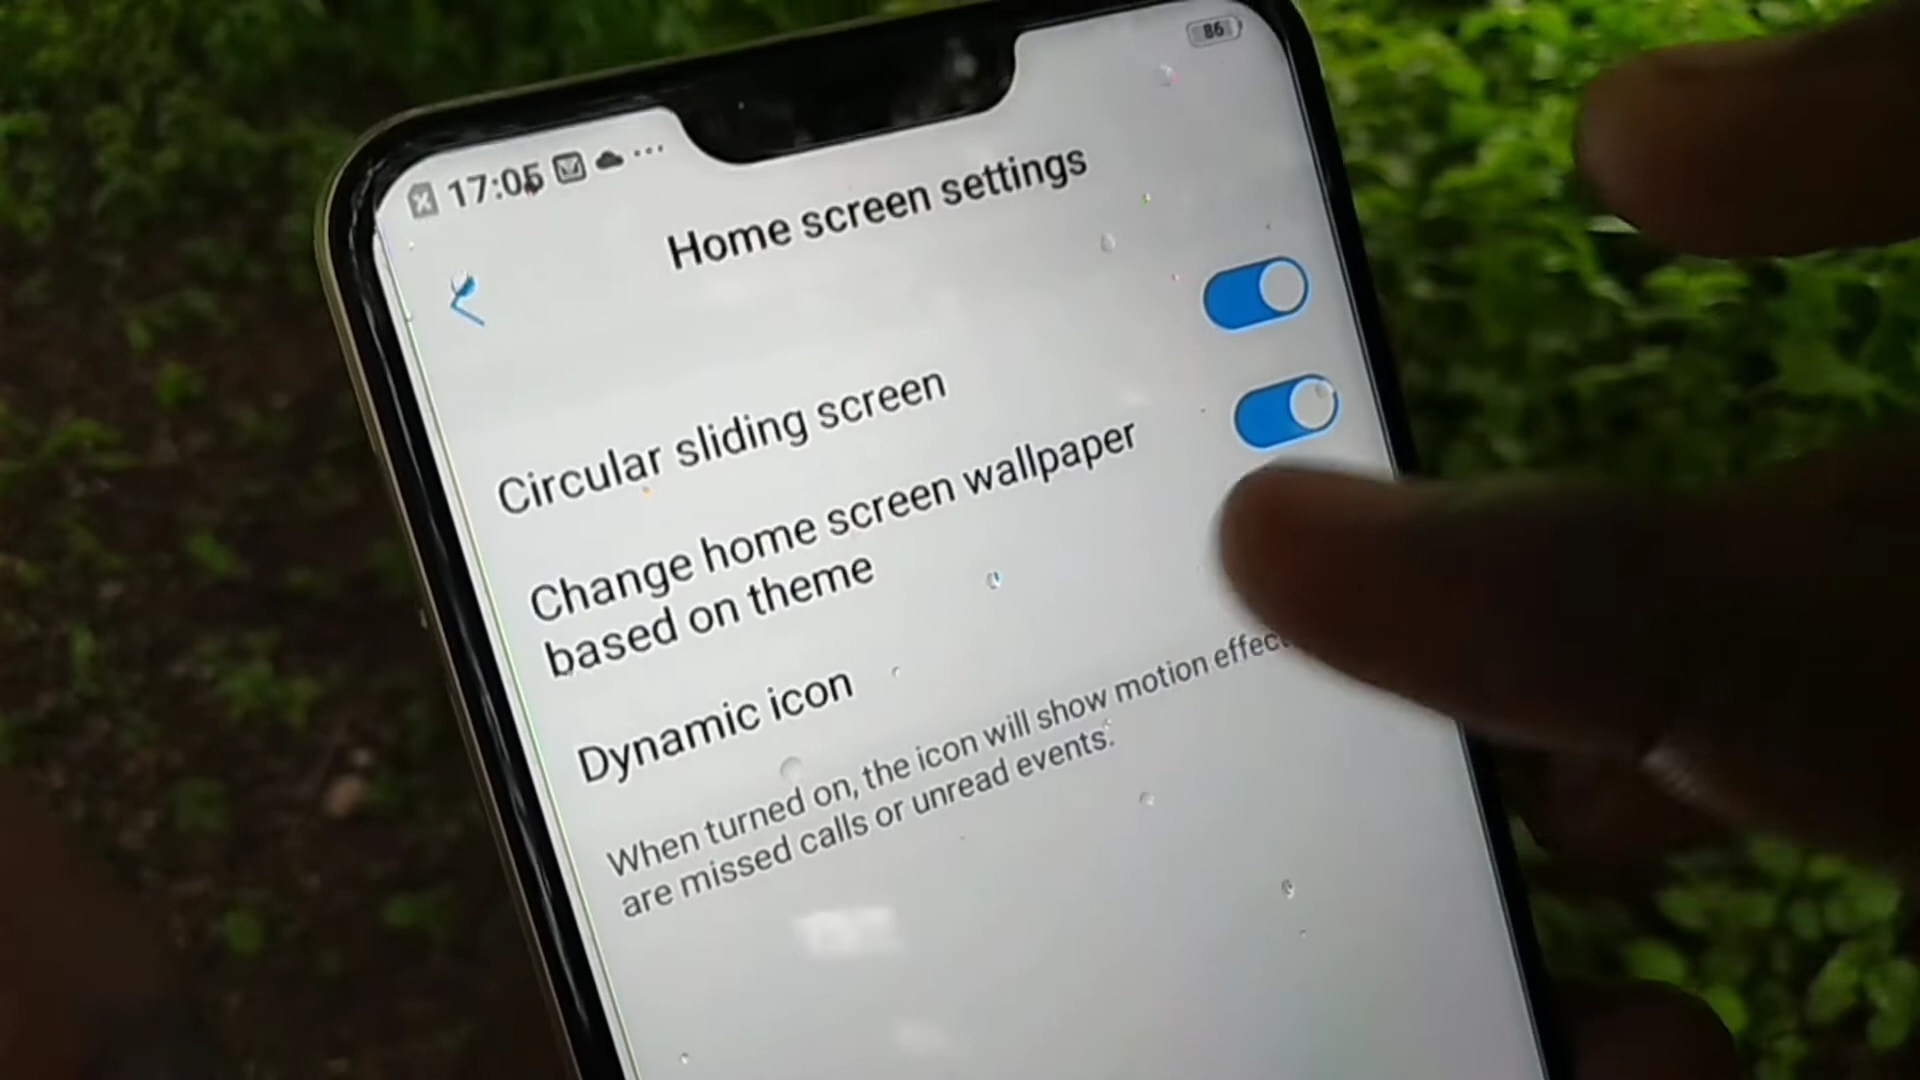 17:05
86
Home screen settings
Circular sliding screen
Change home screen wallpaper
based on theme
Dynamic icon
When turned on, the icon will show motion effect
are missed calls or unread events.